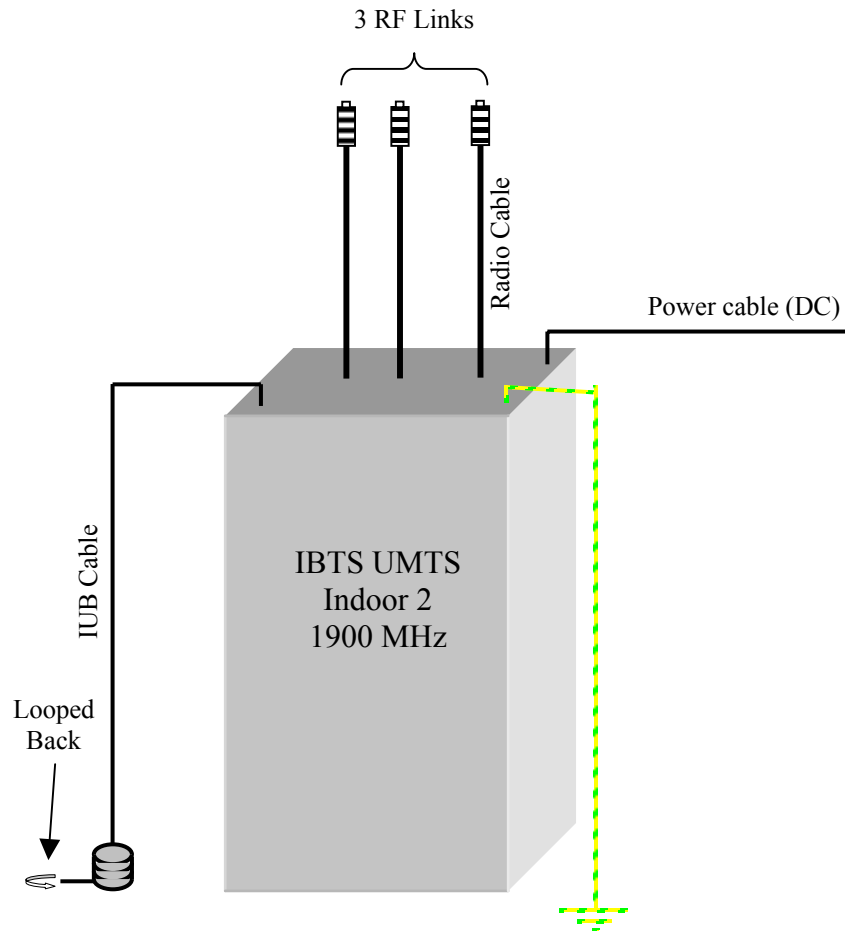 3 RF Links
Radio Cable
Power cable (DC)
IUB Cable
IBTS UMTS
Indoor 2
1900 MHz
Looped
Back